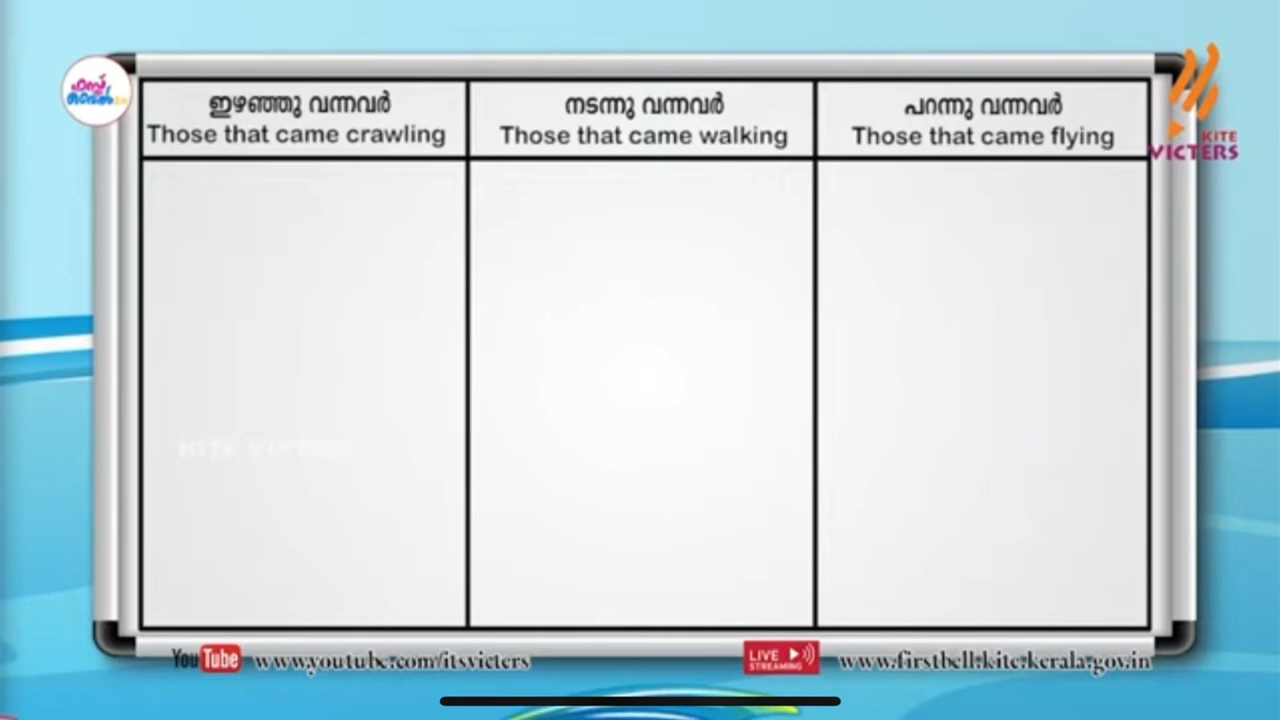 ഇഴഞ്ഞു വന്നവർ
Those that came crawling
നടന്നു വന്നവർ
Those that came walking
പറന്നു വന്നവർ
Those that came flying
KITE
VICTERS
YouTube www.youtube.com/itsvicters
LIVE
STREAMING
www.firstbell.kite.kerala.gov.in